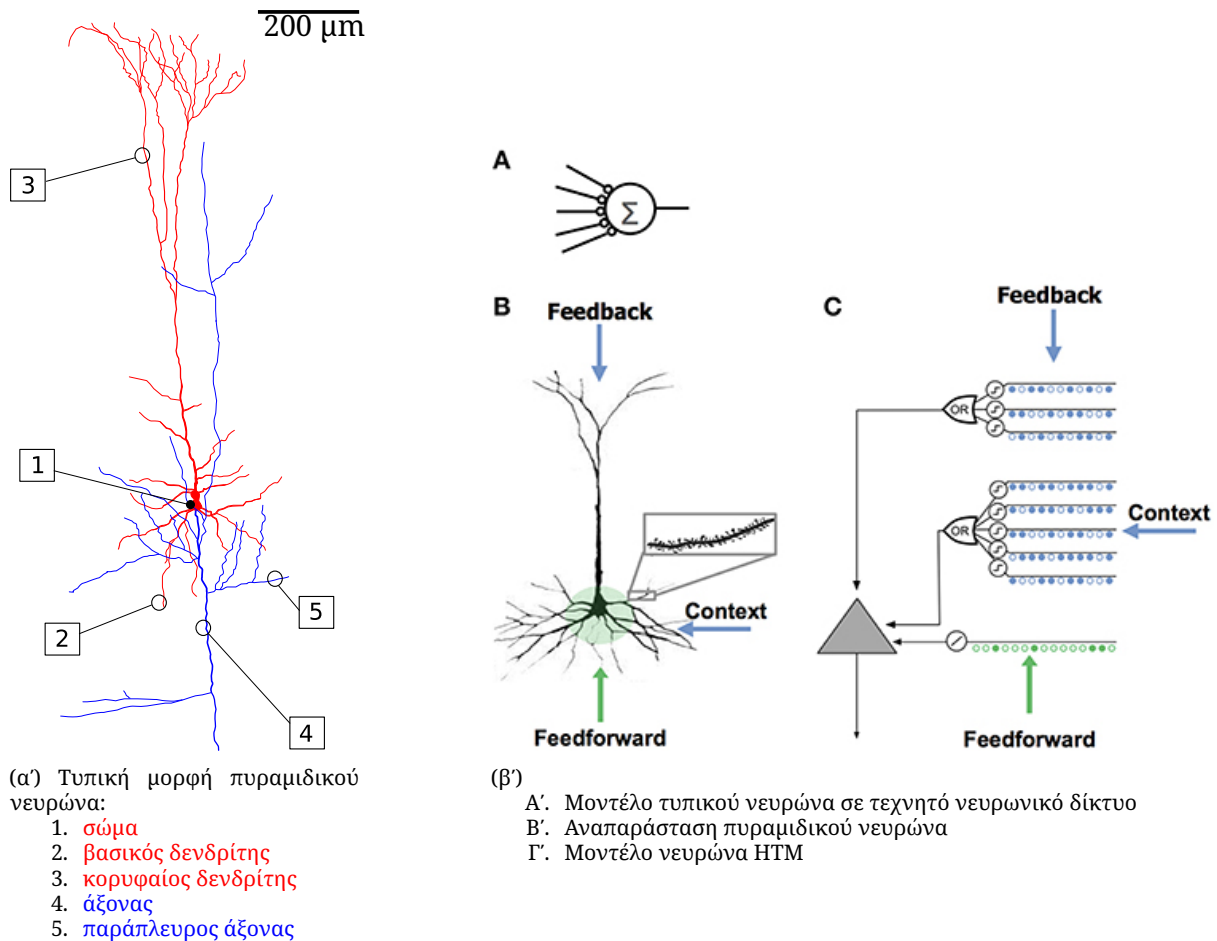 200 μm
3
1
2
5
4
(α′) Τυπική μορφή πυραμιδικού
νευρώνα:
1. σώμα
2. βασικός δενδρίτης
3. κορυφαίος δενδρίτης
4. άξονας
5. παράπλευρος άξονας
A
Σ
B
Feedback
Context
Feedforward
C
Feedback
OR
OR
Context
Feedforward
(β′)
Α′. Μοντέλο τυπικού νευρώνα σε τεχνητό νευρωνικό δίκτυο
Β′. Αναπαράσταση πυραμιδικού νευρώνα
Γ′. Μοντέλο νευρώνα HTM